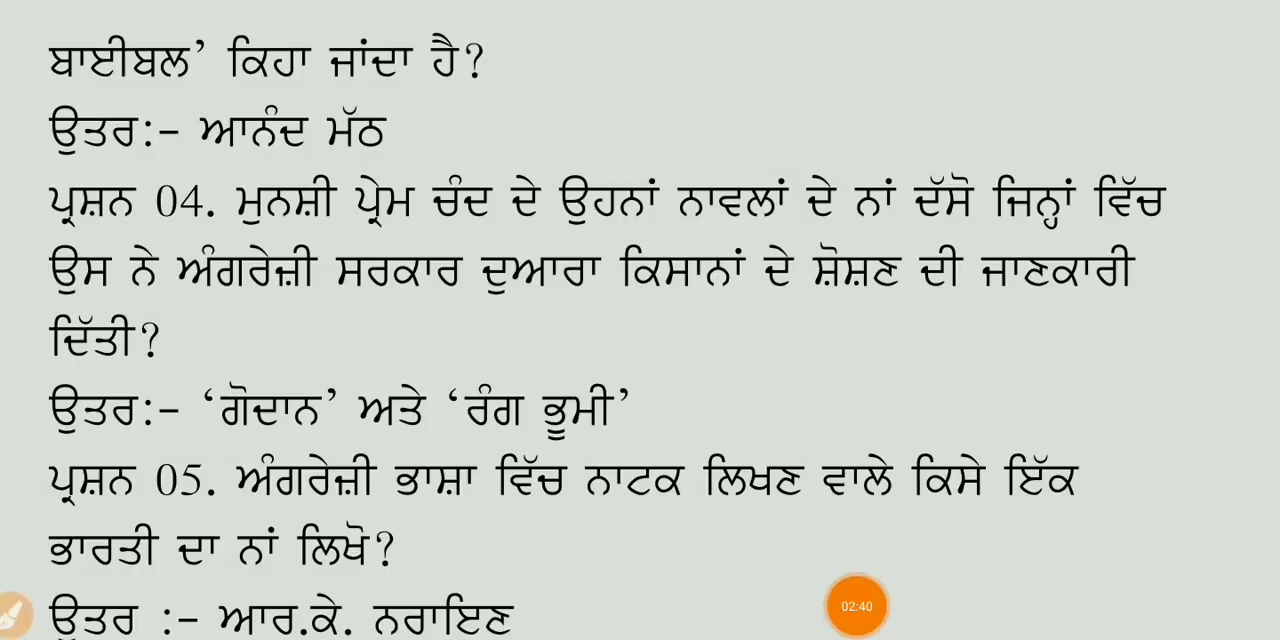 ਬਾਈਬਲ’ ਕਿਹਾ ਜਾਂਦਾ ਹੈ?
ਉਤਰ:– ਆਨੰਦ ਮੱਠ
ਪ੍ਰਸ਼ਨ 04. ਮੁਨਸ਼ੀ ਪ੍ਰੇਮ ਚੰਦ ਦੇ ਉਹਨਾਂ ਨਾਵਲਾਂ ਦੇ ਨਾਂ ਦੱਸੋ ਜਿਨ੍ਹਾਂ ਵਿੱਚ
ਉਸ ਨੇ ਅੰਗਰੇਜ਼ੀ ਸਰਕਾਰ ਦੁਆਰਾ ਕਿਸਾਨਾਂ ਦੇ ਸ਼ੋਸ਼ਣ ਦੀ ਜਾਣਕਾਰੀ
ਦਿੱਤੀ?
ਉਤਰ:– ‘ਗੋਦਾਨ’ ਅਤੇ ‘ਰੰਗ ਭੂਮੀ’
ਪ੍ਰਸ਼ਨ 05. ਅੰਗਰੇਜ਼ੀ ਭਾਸ਼ਾ ਵਿੱਚ ਨਾਟਕ ਲਿਖਣ ਵਾਲੇ ਕਿਸੇ ਇੱਕ
ਭਾਰਤੀ ਦਾ ਨਾਂ ਲਿਖੋ?
ਉਤਰ :– ਆਰ.ਕੇ. ਨਰਾਇਣ
02:40